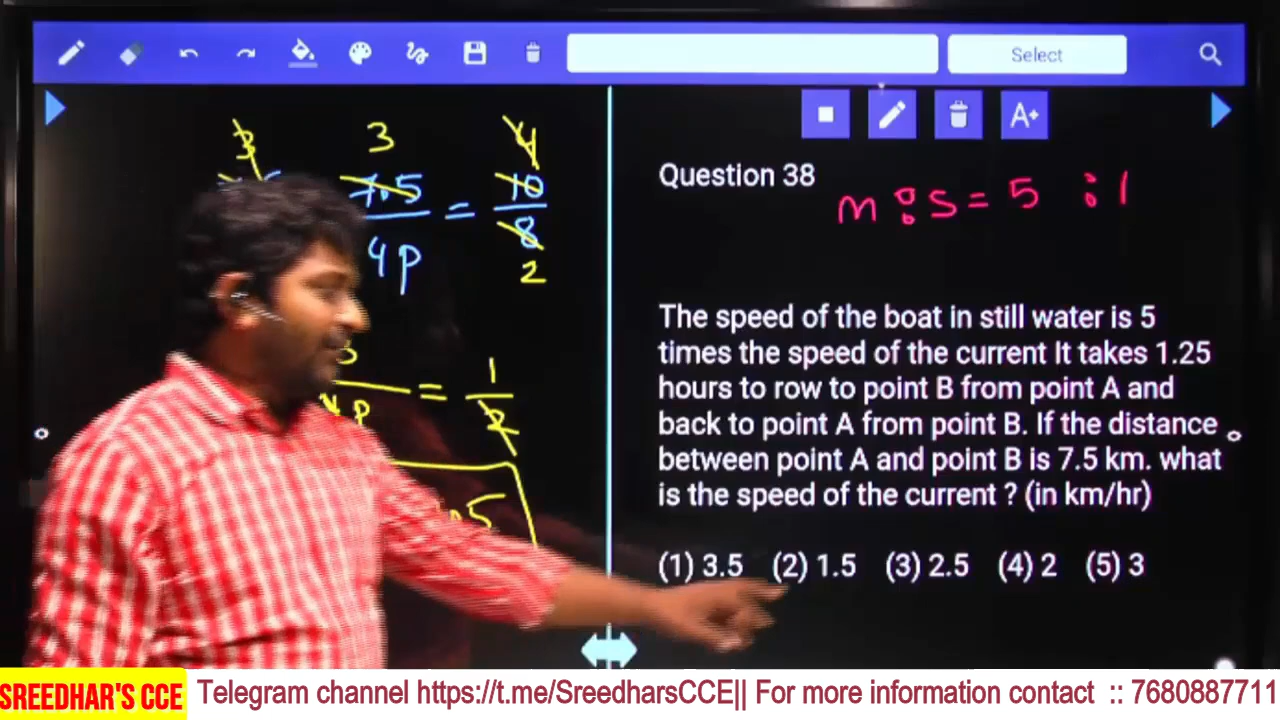 Select
A+
3 3 4
7.5 = 10
4P 8
2
Question 38
m : s = 5 : 1
The speed of the boat in still water is 5
times the speed of the current It takes 1.25
hours to row to point B from point A and
back to point A from point B. If the distance
between point A and point B is 7.5 km. what
is the speed of the current ? (in km/hr)
(1) 3.5 (2) 1.5 (3) 2.5 (4) 2 (5) 3
= 1
P 2
.5
SREEDHAR'S CCE Telegram channel https://t.me/SreedharsCCE|| For more information contact :: 7680887711